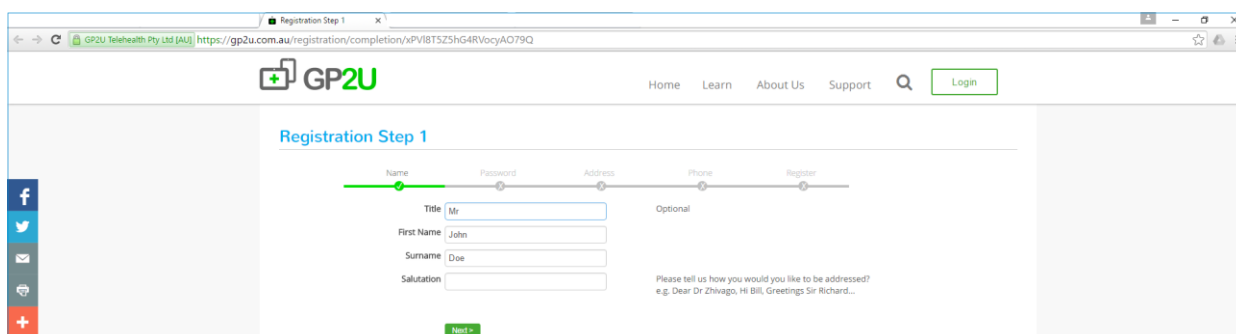 Registration Step 1
GP2U Telehealth Pty Ltd [AU] https://gp2u.com.au/registration/completion/xPVl8T5Z5hG4RVocyAO79Q
GP2U
Home Learn About Us Support Login
Registration Step 1
Name Password Address Phone Register
Title Mr Optional
First Name John
Surname Doe
Salutation Please tell us how you would you like to be addressed?
e.g. Dear Dr Zhivago, Hi Bill, Greetings Sir Richard...
Next >